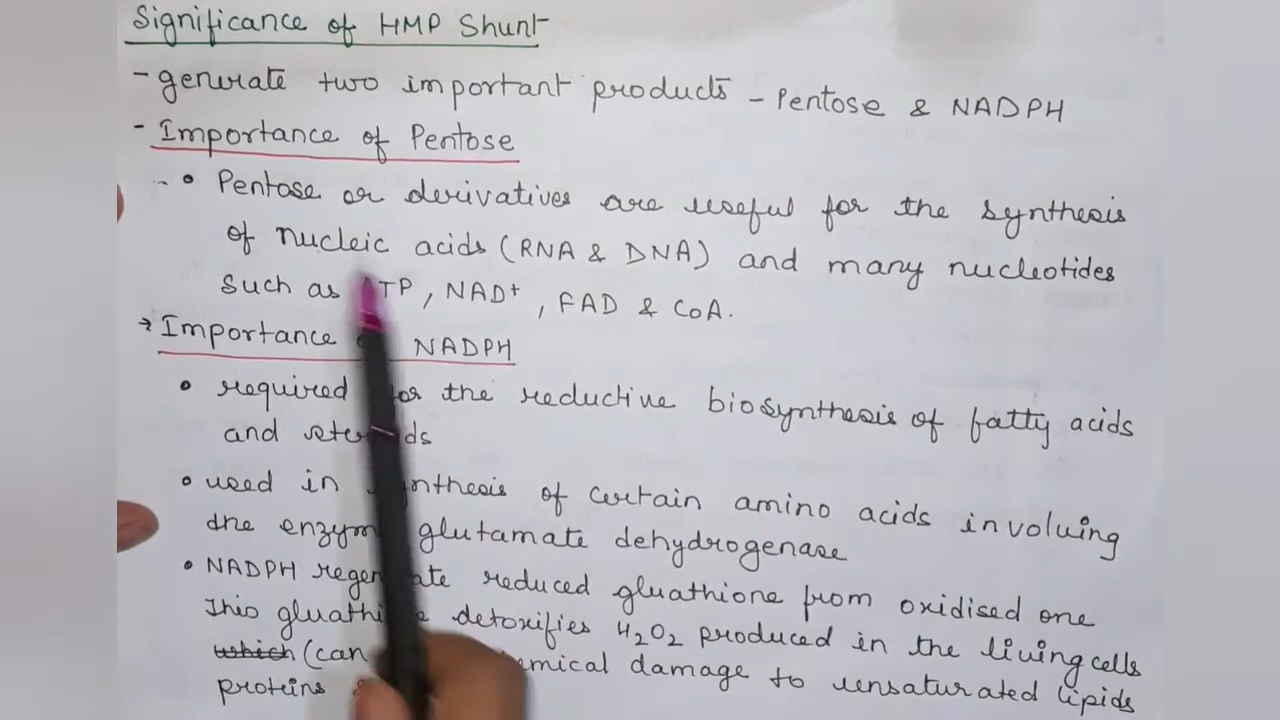 Significance of HMP Shunt
- generate two important products - Pentose & NADPH
- Importance of Pentose
• Pentose or derivatives are useful for the synthesis
of nucleic acids (RNA & DNA) and many nucleotides
Such as TP, NAD+, FAD & CoA.
→ Importance NADPH
• required for the reductive biosynthesis of fatty acids
and
• used in synthesis of certain amino acids involving
the enzym glutamate dehydrogenase
• NADPH reduced gluathione from oxidised one
This detoxifies H2O2 produced in the living cells
which (can damage to unsaturated lipids
proteins